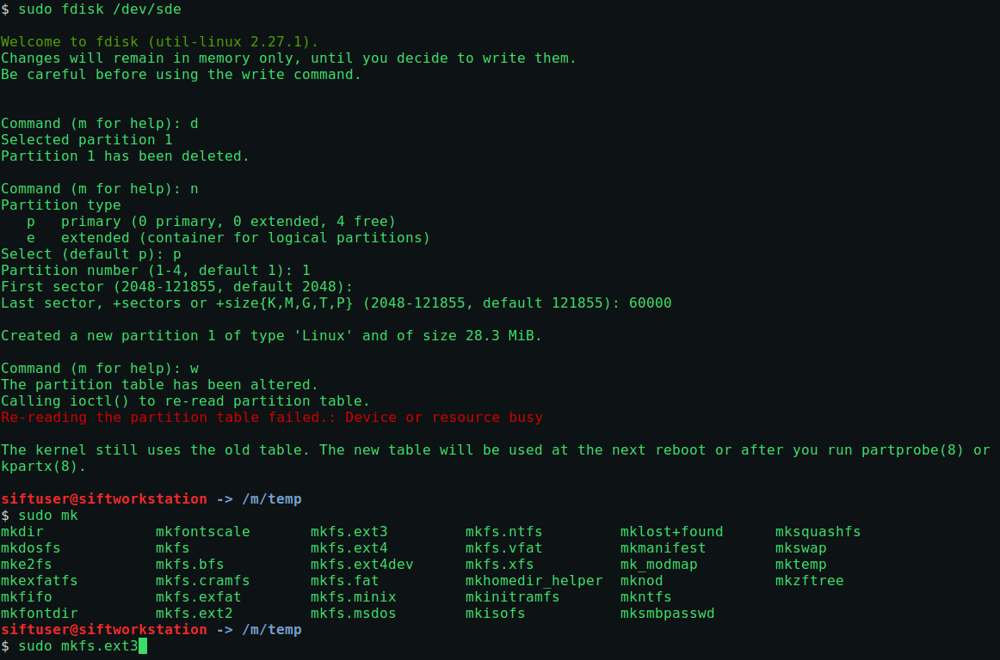 $ sudo fdisk /dev/sde
Welcome to fdisk (util-linux 2.27.1).
Changes will remain in memory only, until you decide to write them.
Be careful before using the write command.
Command (m for help): d
Selected partition 1
Partition 1 has been deleted.
Command (m for help): n
Partition type
   p   primary (0 primary, 0 extended, 4 free)
   e   extended (container for logical partitions)
Select (default p): p
Partition number (1-4, default 1): 1
First sector (2048-121855, default 2048):
Last sector, +sectors or +size{K,M,G,T,P} (2048-121855, default 121855): 60000
Created a new partition 1 of type 'Linux' and of size 28.3 MiB.
Command (m for help): w
The partition table has been altered.
Calling ioctl() to re-read partition table.
Re-reading the partition table failed.: Device or resource busy
The kernel still uses the old table. The new table will be used at the next reboot or after you run partprobe(8) or
kpartx(8).
siftuser@siftworkstation -> /m/temp
$ sudo mk
mkdir             mkfontscale       mkfs.ext3         mkfs.ntfs         mklost+found      mksquashfs
mkdosfs           mkfs              mkfs.ext4         mkfs.vfat         mkmanifest        mkswap
mke2fs            mkfs.bfs          mkfs.ext4dev      mkfs.xfs          mk_modmap         mktemp
mkexfatfs         mkfs.cramfs       mkfs.fat          mkhomedir_helper  mknod             mkzftree
mkfifo            mkfs.exfat        mkfs.minix        mkinitramfs       mkntfs
mkfontdir         mkfs.ext2         mkfs.msdos        mkisofs           mksmbpasswd
siftuser@siftworkstation -> /m/temp
$ sudo mkfs.ext3